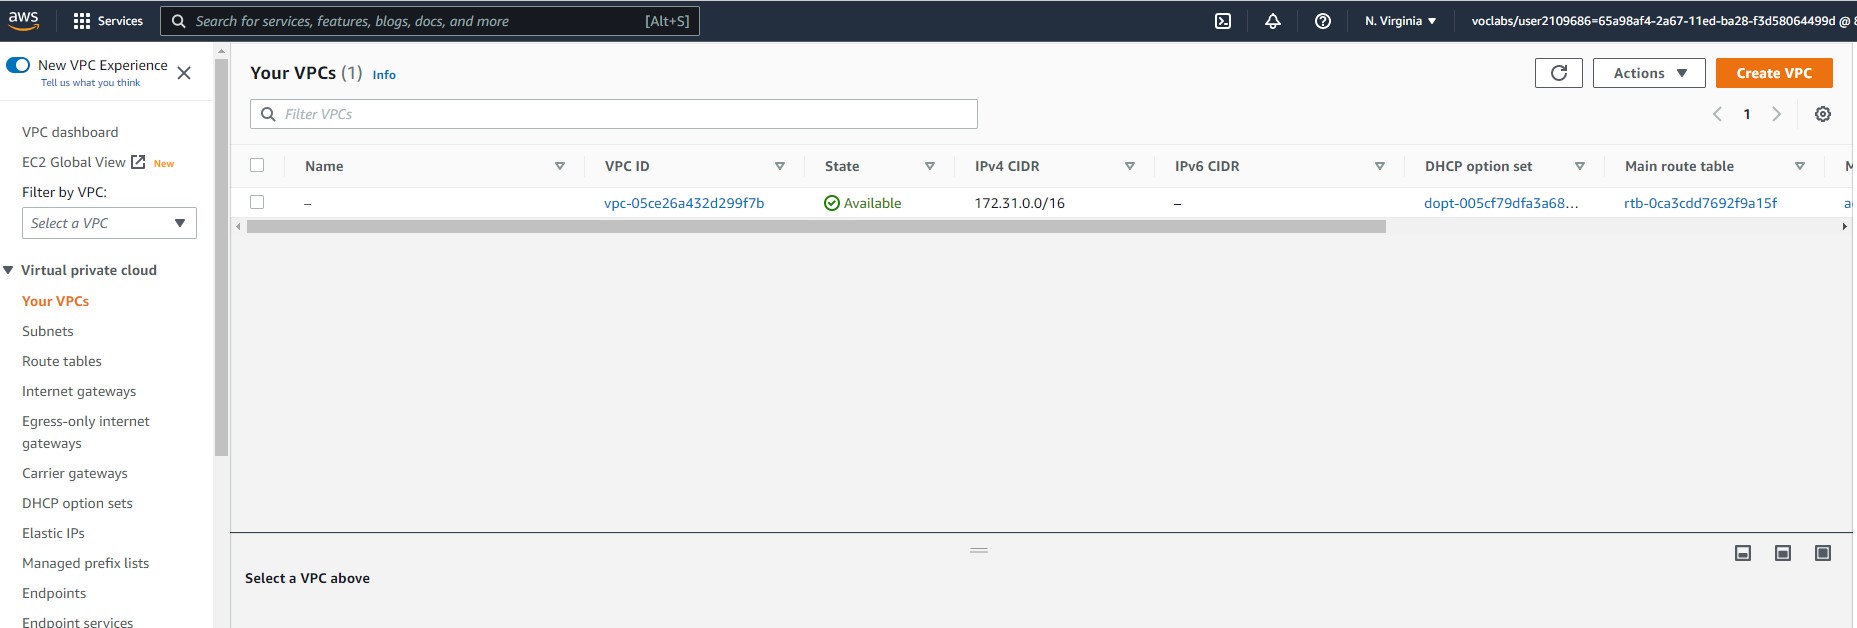 aws Services Search for services, features, blogs, docs, and more [Alt+S] N. Virginia voclabs/user2109686=65a98af4-2a67-11ed-ba28-f3d58064499d @
New VPC Experience
Tell us what you think
VPC dashboard
EC2 Global View New
Filter by VPC:
Select a VPC
Virtual private cloud
Your VPCs
Subnets
Route tables
Internet gateways
Egress-only internet
gateways
Carrier gateways
DHCP option sets
Elastic IPs
Managed prefix lists
Endpoints
Endpoint services
Your VPCs (1) Info
Actions Create VPC
Filter VPCs
1
Name VPC ID State IPv4 CIDR IPv6 CIDR DHCP option set Main route table
– vpc-05ce26a432d299f7b Available 172.31.0.0/16 – dopt-005cf79dfa3a68... rtb-0ca3cdd7692f9a15f
Select a VPC above